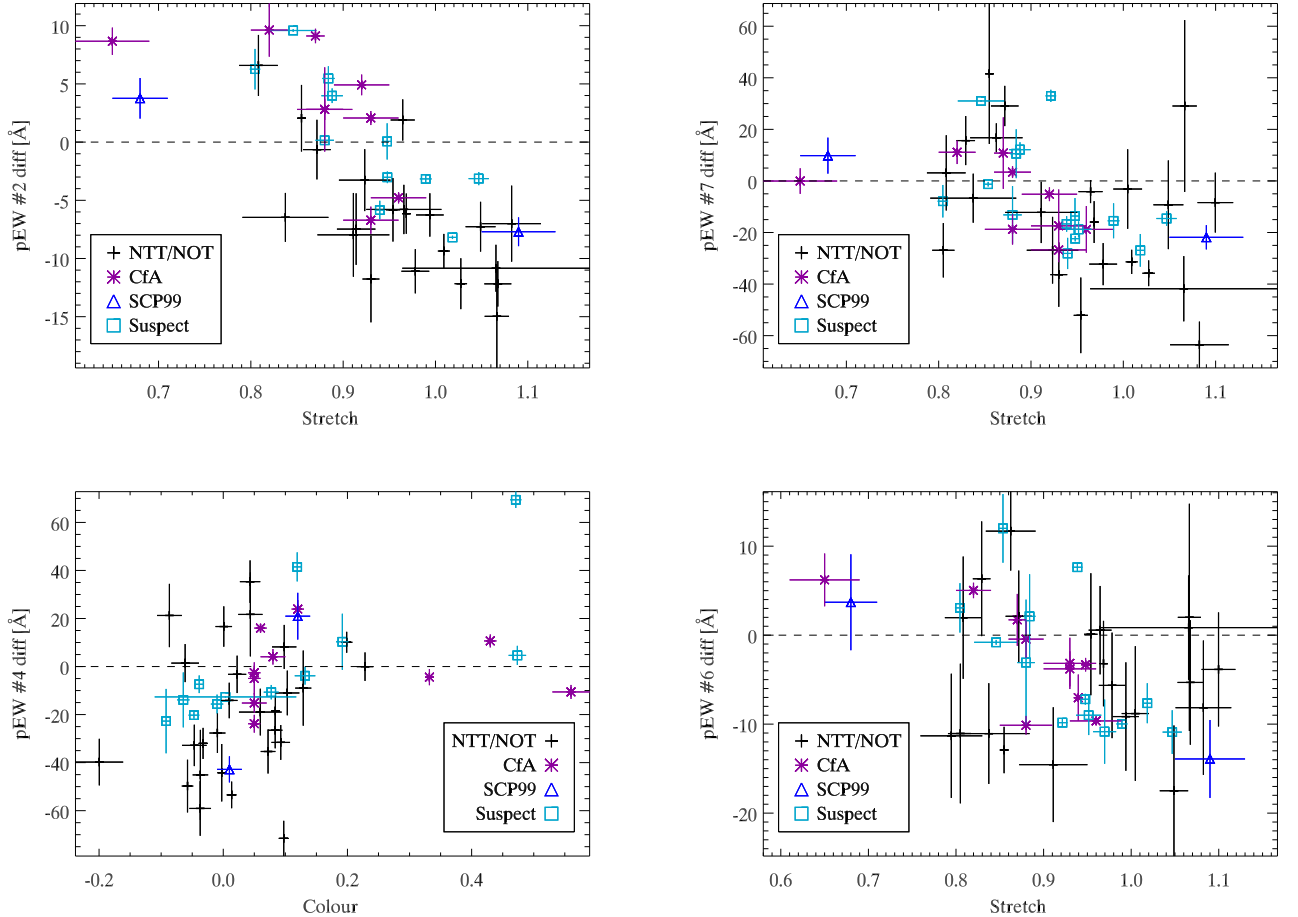 pEW #2 diff [Å]
10
5
0
-5
-10
-15
NTT/NOT
CfA
SCP99
Suspect
0.7 0.8 0.9 1.0 1.1
Stretch
pEW #7 diff [Å]
60
40
20
0
-20
-40
-60
NTT/NOT
CfA
SCP99
Suspect
0.7 0.8 0.9 1.0 1.1
Stretch
pEW #4 diff [Å]
60
40
20
0
-20
-40
-60
NTT/NOT
CfA
SCP99
Suspect
-0.2 0.0 0.2 0.4
Colour
pEW #6 diff [Å]
10
0
-10
-20
NTT/NOT
CfA
SCP99
Suspect
0.6 0.7 0.8 0.9 1.0 1.1
Stretch